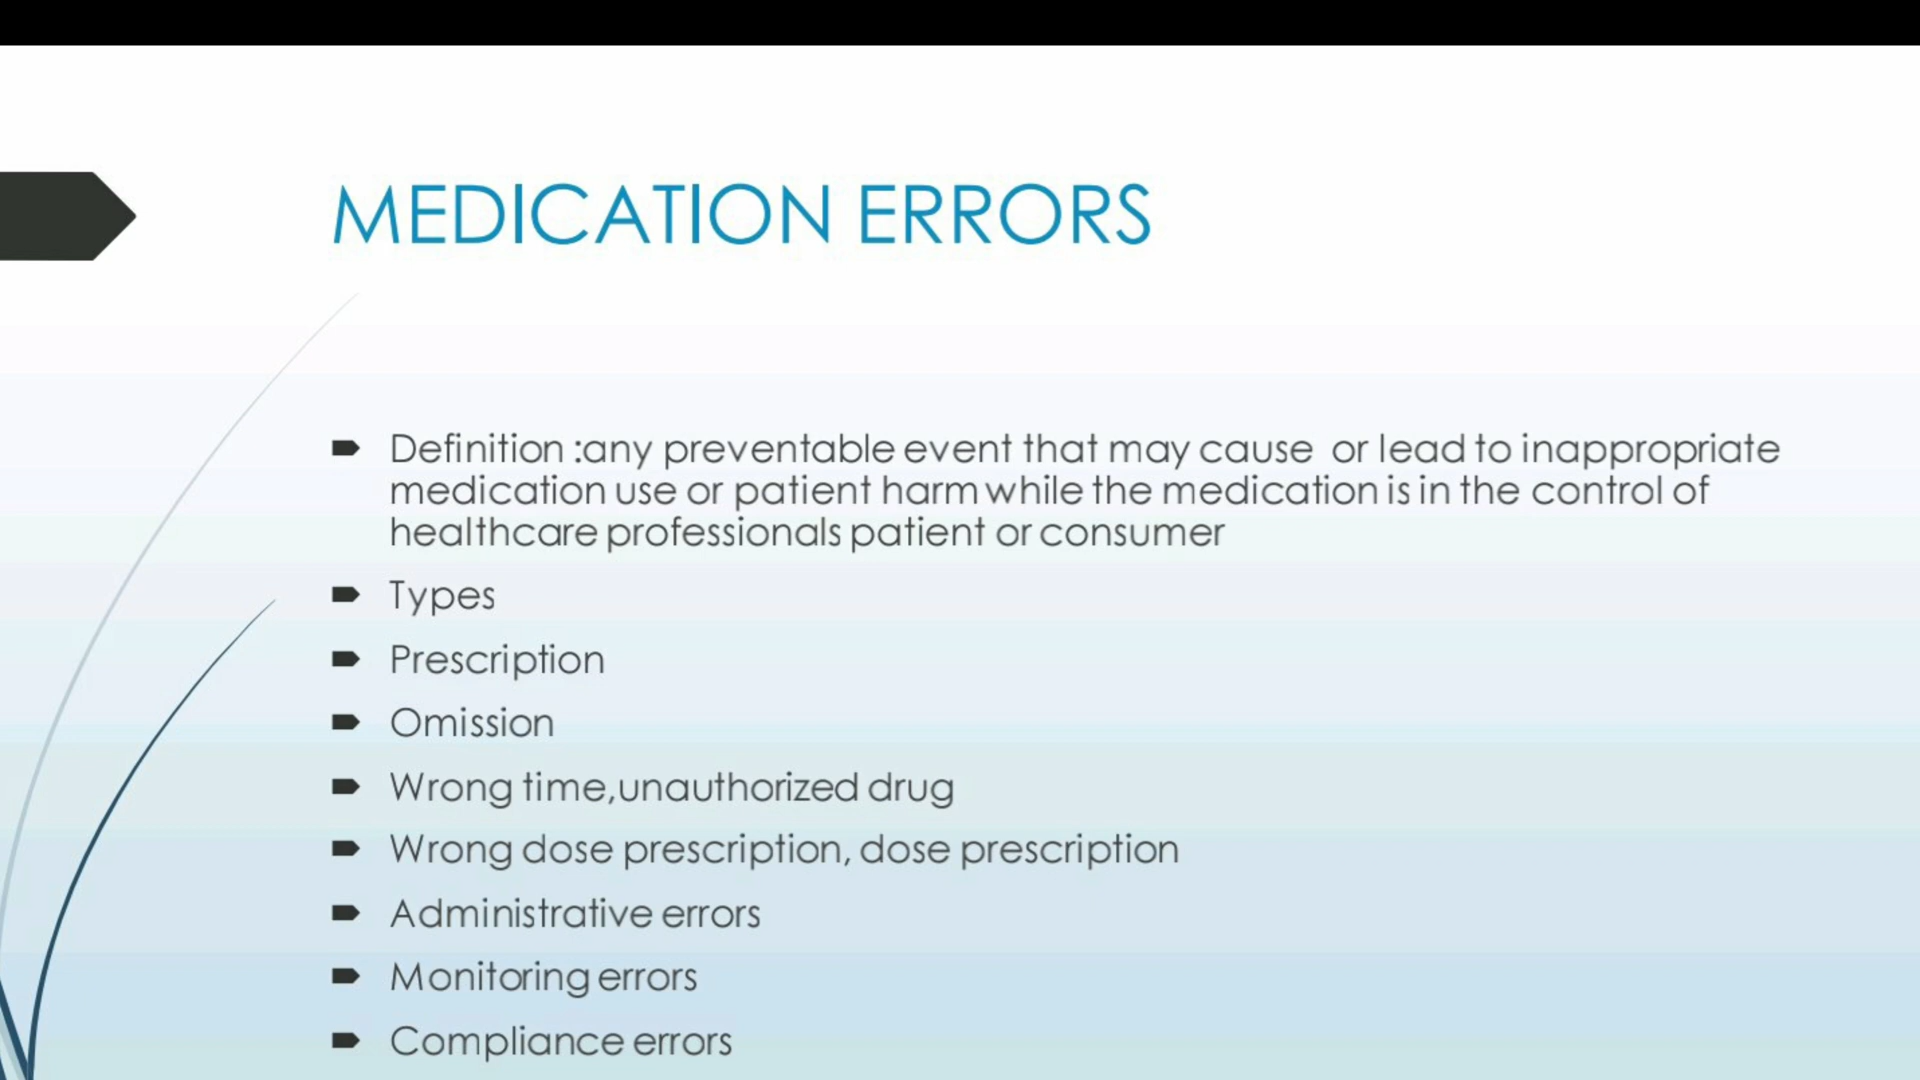 MEDICATION ERRORS
Definition :any preventable event that may cause or lead to inappropriate
medication use or patient harm while the medication is in the control of
healthcare professionals patient or consumer
Types
Prescription
Omission
Wrong time,unauthorized drug
Wrong dose prescription, dose prescription
Administrative errors
Monitoring errors
Compliance errors